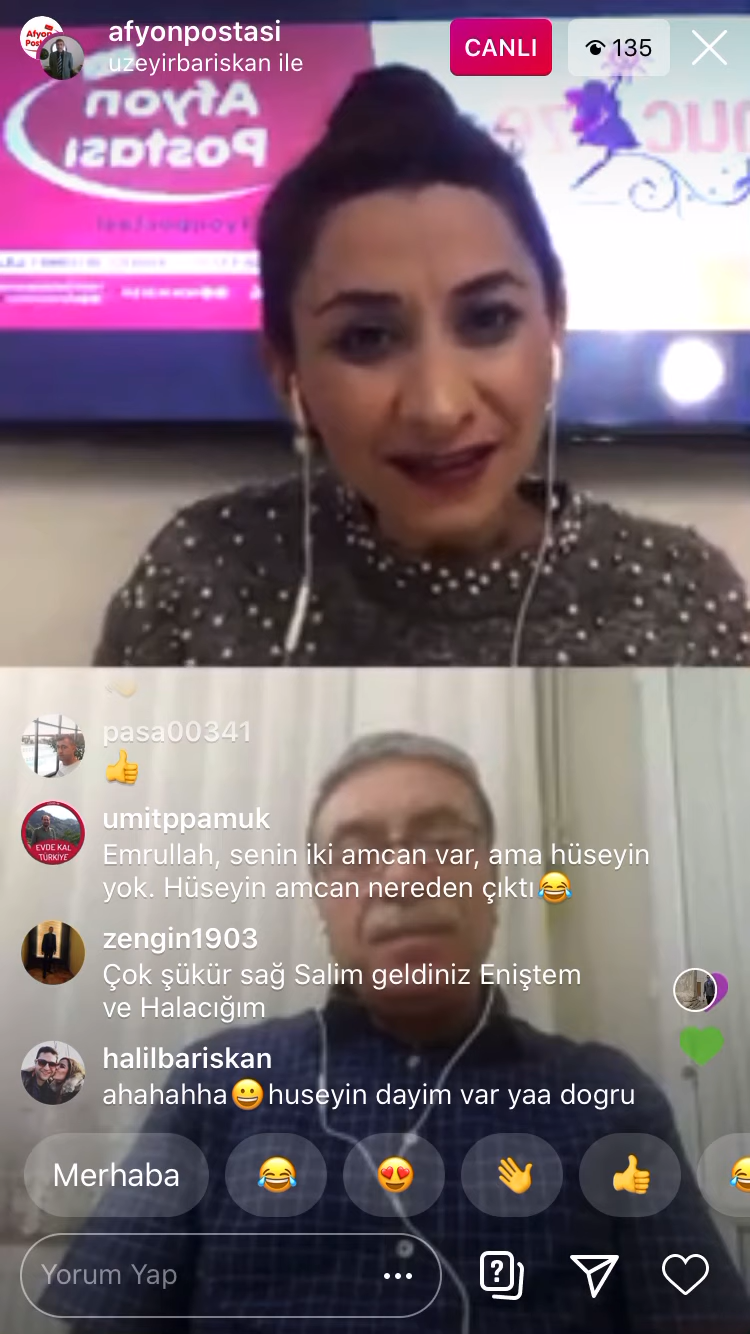 afyonpostasi
uzeyirbariskan ile
CANLI
135
Afyon
Postası
pasa00341
👍
umitppamuk
Emrullah, senin iki amcan var, ama hüseyin
yok. Hüseyin amcan nereden çıktı😂
EVDE KAL
TÜRKİYE
zengin1903
Çok şükür sağ Salim geldiniz Eniştem
ve Halacığım
halilbariskan
ahahahha😀huseyin dayim var yaa dogru
Merhaba
Yorum Yap